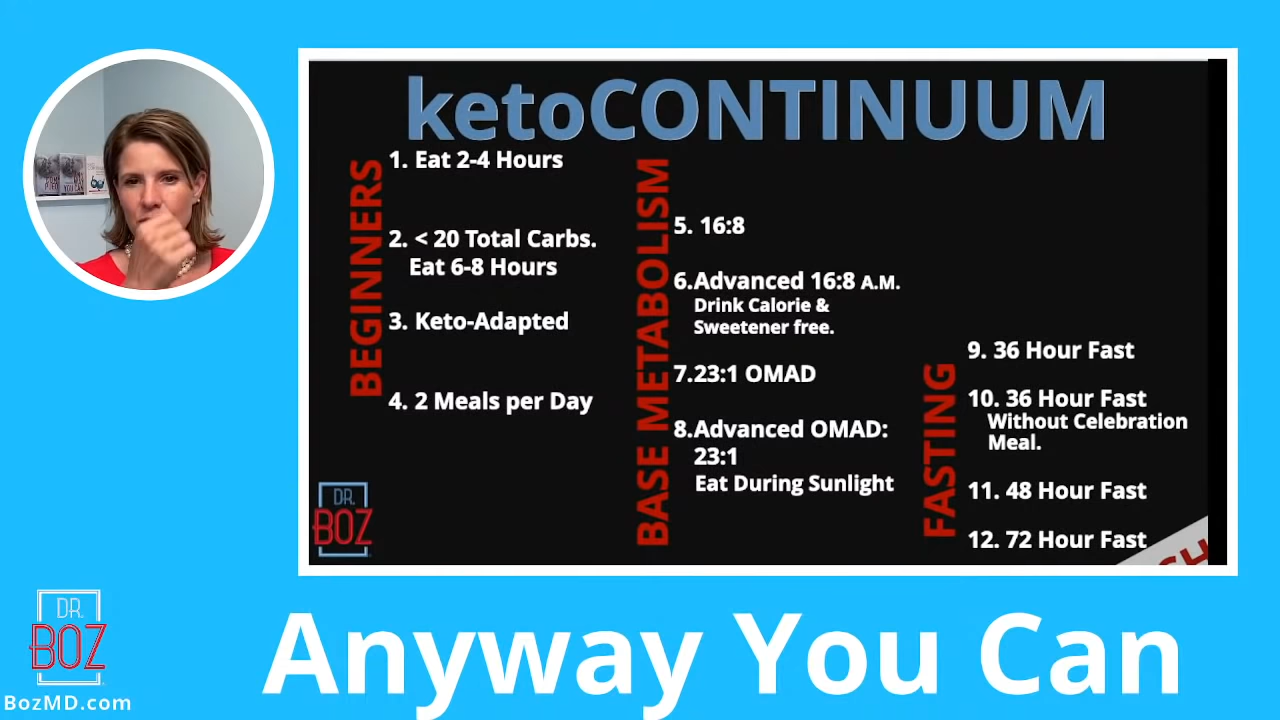 ketoCONTINUUM
BEGINNERS
1. Eat 2-4 Hours
2. < 20 Total Carbs.
Eat 6-8 Hours
3. Keto-Adapted
4. 2 Meals per Day
BASE METABOLISM
5. 16:8
6.Advanced 16:8 A.M.
Drink Calorie &
Sweetener free.
7.23:1 OMAD
8.Advanced OMAD:
23:1
Eat During Sunlight
FASTING
9. 36 Hour Fast
10. 36 Hour Fast
Without Celebration
Meal.
11. 48 Hour Fast
12. 72 Hour Fast
DR.
BOZ
DR.
BOZ
BozMD.com
Anyway You Can